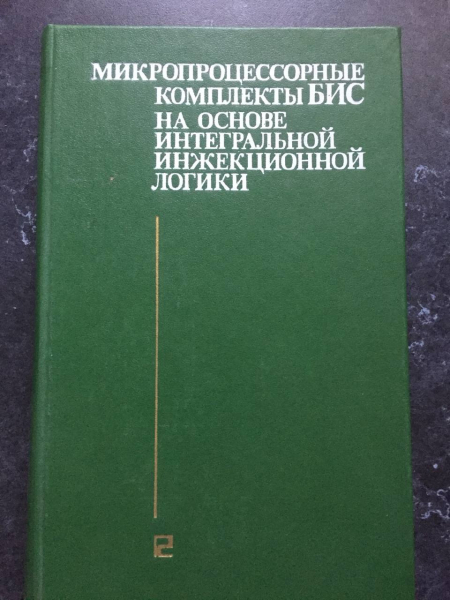 МИКРОПРОЦЕССОРНЫЕ
КОМПЛЕКТЫ БИС
НА ОСНОВЕ
ИНТЕГРАЛЬНОЙ
ИНЖЕКЦИОННОЙ
ЛОГИКИ